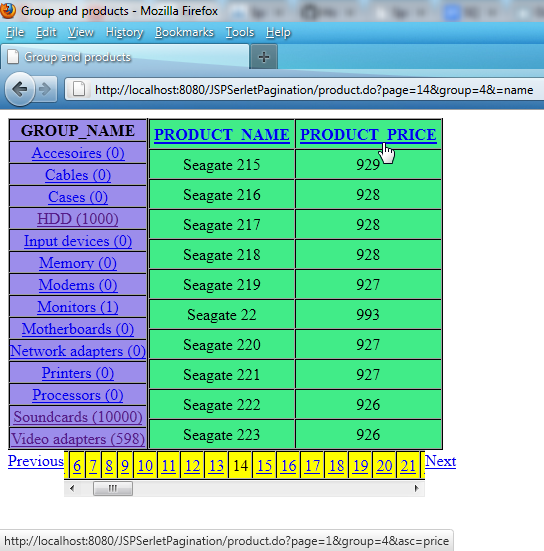 Group and products - Mozilla Firefox
File Edit View History Bookmarks Tools Help
Group and products
http://localhost:8080/JSPSerletPagination/product.do?page=14&group=4&=name
GROUP_NAME
Accesoires (0)
Cables (0)
Cases (0)
HDD (1000)
Input devices (0)
Memory (0)
Modems (0)
Monitors (1)
Motherboards (0)
Network adapters (0)
Printers (0)
Processors (0)
Soundcards (10000)
Video adapters (598)
PRODUCT_NAME PRODUCT_PRICE
Seagate 215 929
Seagate 216 928
Seagate 217 928
Seagate 218 928
Seagate 219 927
Seagate 22 993
Seagate 220 927
Seagate 221 927
Seagate 222 926
Seagate 223 926
Previous 6 7 8 9 10 11 12 13 14 15 16 17 18 19 20 21 Next
http://localhost:8080/JSPSerletPagination/product.do?page=1&group=4&asc=price